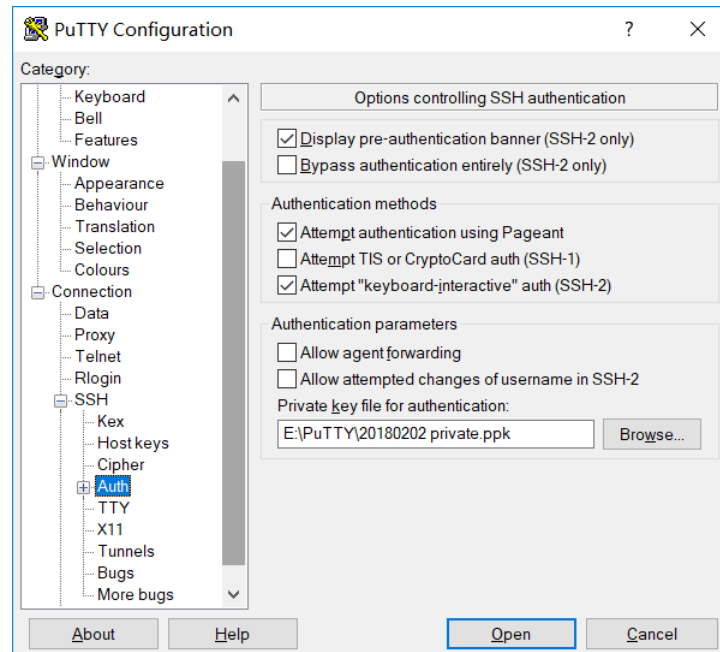 PuTTY Configuration
Category:
Keyboard
Bell
Features
Window
Appearance
Behaviour
Translation
Selection
Colours
Connection
Data
Proxy
Telnet
Rlogin
SSH
Kex
Host keys
Cipher
Auth
TTY
X11
Tunnels
Bugs
More bugs
Options controlling SSH authentication
Display pre-authentication banner (SSH-2 only)
Bypass authentication entirely (SSH-2 only)
Authentication methods
Attempt authentication using Pageant
Attempt TIS or CryptoCard auth (SSH-1)
Attempt "keyboard-interactive" auth (SSH-2)
Authentication parameters
Allow agent forwarding
Allow attempted changes of username in SSH-2
Private key file for authentication:
E:\PuTTY\20180202 private.ppk
Browse...
About
Help
Open
Cancel